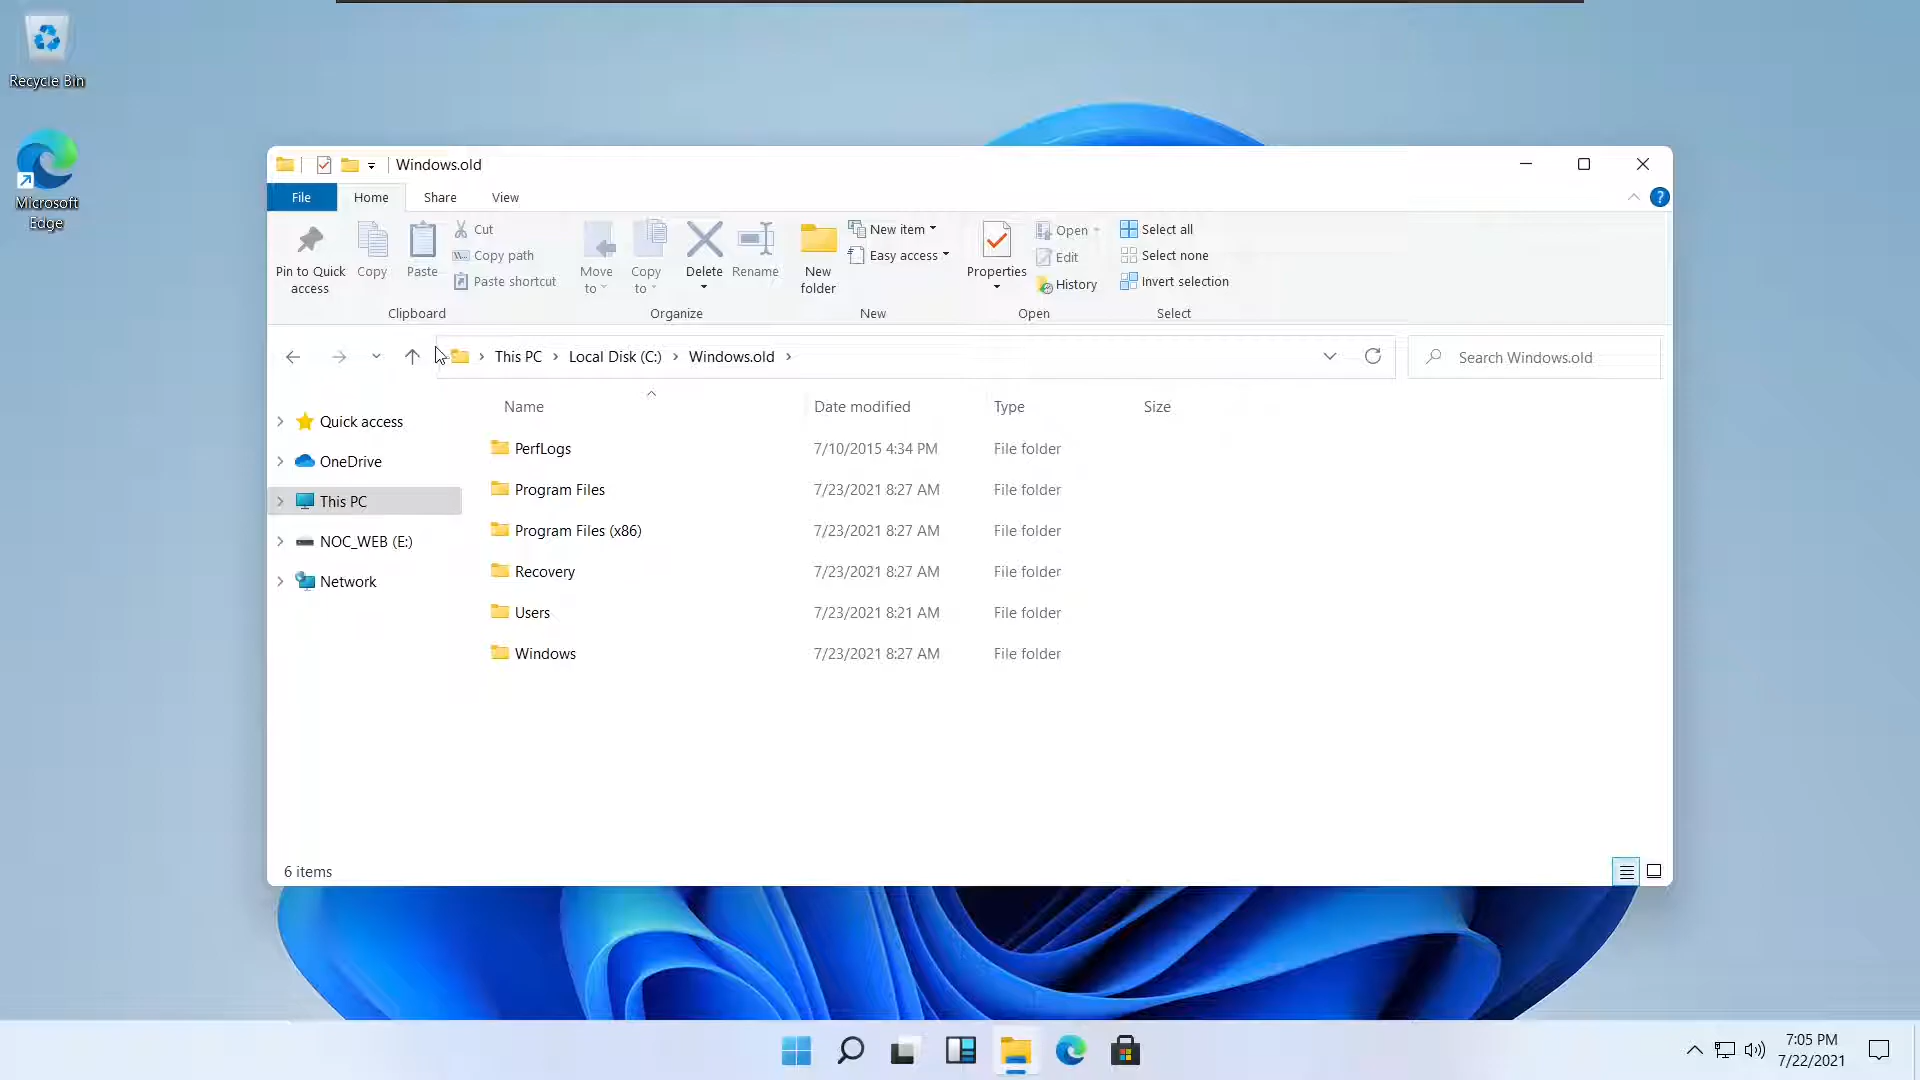 Recycle Bin
Microsoft
Edge
Windows.old
File
Home
Share
View
?
Pin to Quick
access
Copy
Paste
Cut
Copy path
Paste shortcut
Clipboard
Move
to
Copy
to
Delete
Rename
Organize
New
folder
New item
Easy access
New
Properties
Open
Edit
History
Open
Select all
Select none
Invert selection
Select
This PC > Local Disk (C:) > Windows.old >
Search Windows.old
Quick access
OneDrive
This PC
NOC_WEB (E:)
Network
Name Date modified Type Size
PerfLogs 7/10/2015 4:34 PM File folder
Program Files 7/23/2021 8:27 AM File folder
Program Files (x86) 7/23/2021 8:27 AM File folder
Recovery 7/23/2021 8:27 AM File folder
Users 7/23/2021 8:21 AM File folder
Windows 7/23/2021 8:27 AM File folder
6 items
7:05 PM
7/22/2021